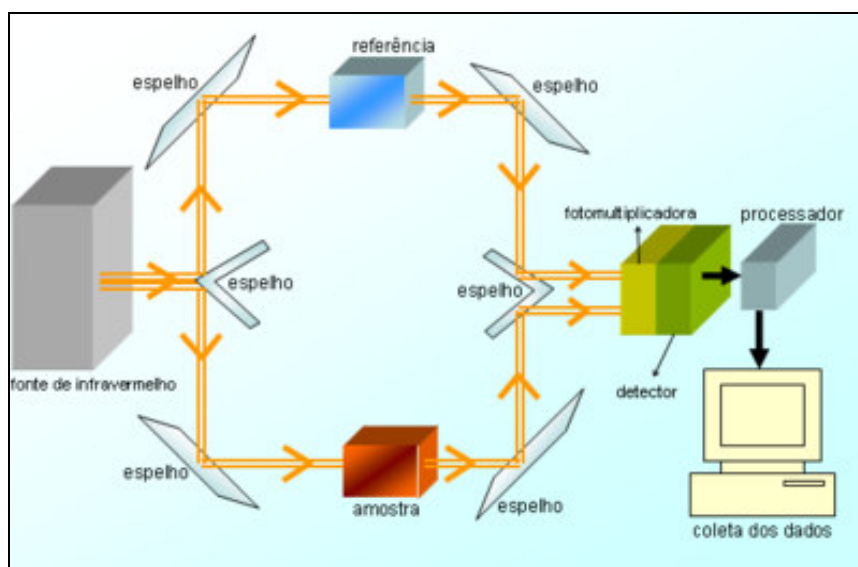 referência
espelho
espelho
fotomultiplicadora
processador
espelho
espelho
fonte de infravermelho
detector
espelho
espelho
amostra
coleta dos dados